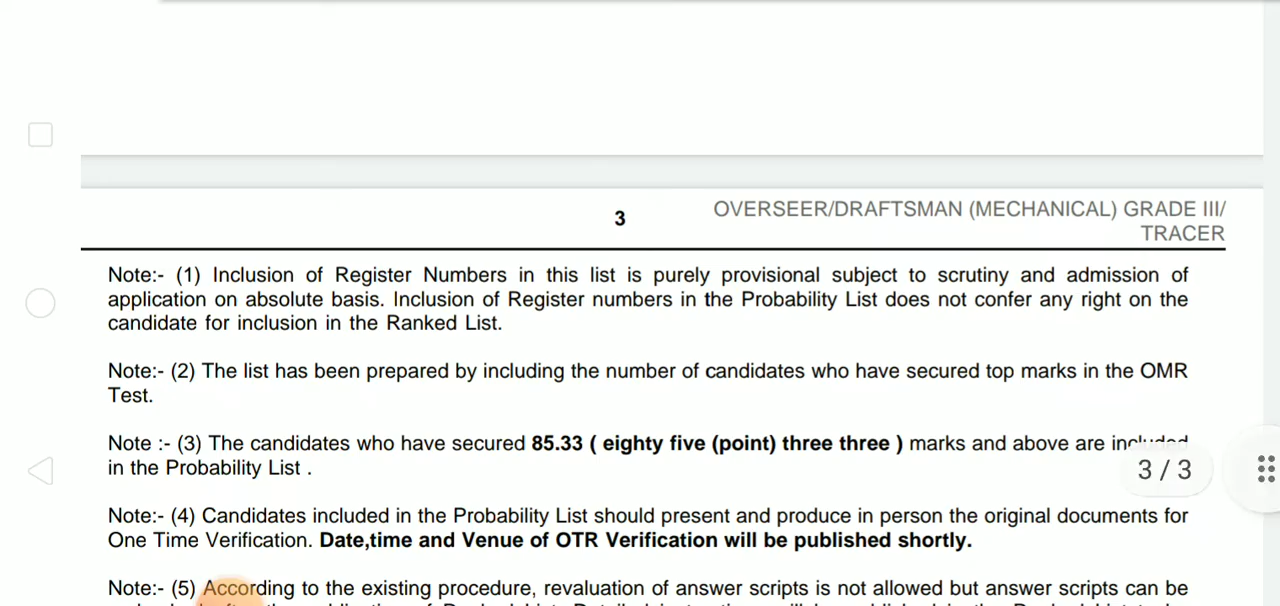 3
OVERSEER/DRAFTSMAN (MECHANICAL) GRADE III/
TRACER
Note:- (1) Inclusion of Register Numbers in this list is purely provisional subject to scrutiny and admission of
application on absolute basis. Inclusion of Register numbers in the Probability List does not confer any right on the
candidate for inclusion in the Ranked List.
Note:- (2) The list has been prepared by including the number of candidates who have secured top marks in the OMR
Test.
Note :- (3) The candidates who have secured 85.33 ( eighty five (point) three three ) marks and above are included
in the Probability List .
3 / 3
Note:- (4) Candidates included in the Probability List should present and produce in person the original documents for
One Time Verification. Date,time and Venue of OTR Verification will be published shortly.
Note:- (5) According to the existing procedure, revaluation of answer scripts is not allowed but answer scripts can be